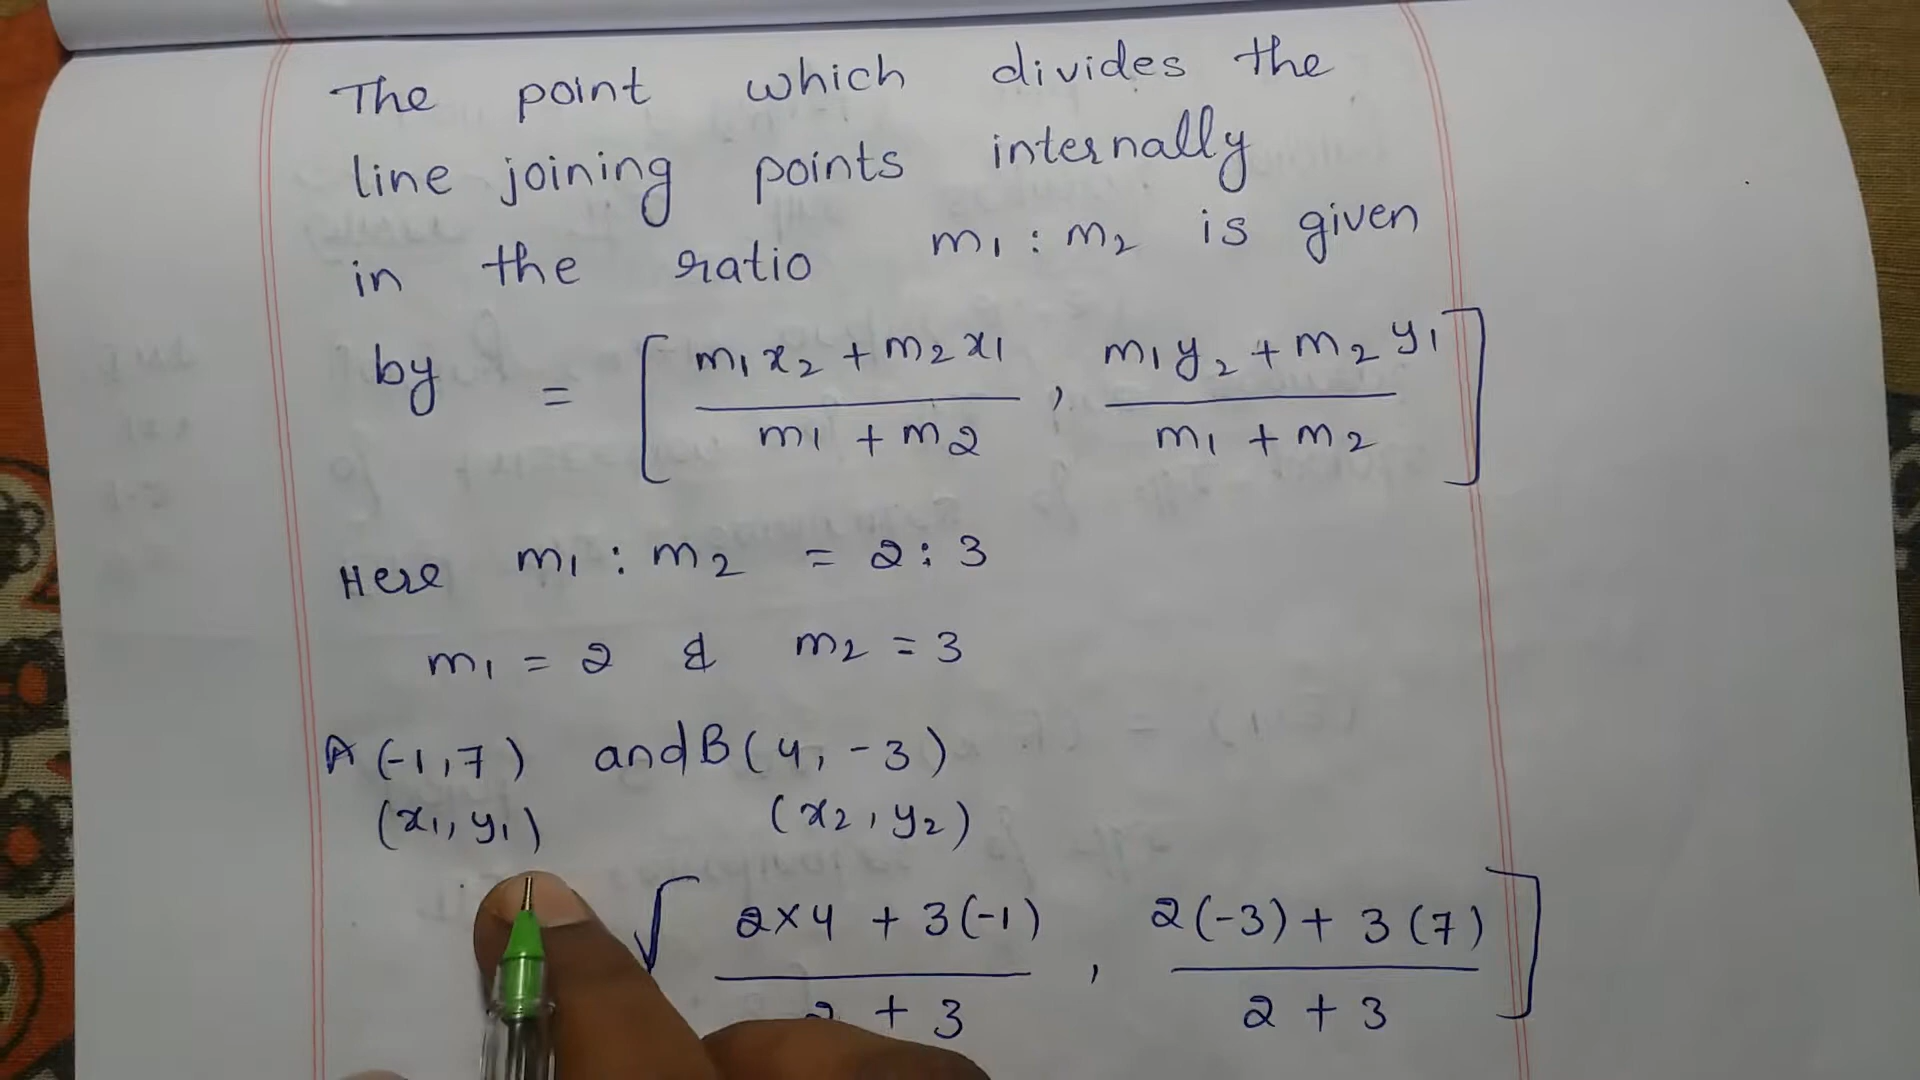 The point which divides the
line joining points internally
in the ratio m₁ : m₂ is given
by = [ (m₁x₂ + m₂x₁) / (m₁ + m₂) , (m₁y₂ + m₂y₁) / (m₁ + m₂) ]
Here m₁ : m₂ = 2 : 3
m₁ = 2 & m₂ = 3
A (-1, 7) and B (4, -3)
(x₁, y₁) (x₂, y₂)
[ (2×4 + 3(-1)) / (2 + 3) , (2(-3) + 3(7)) / (2 + 3) ]